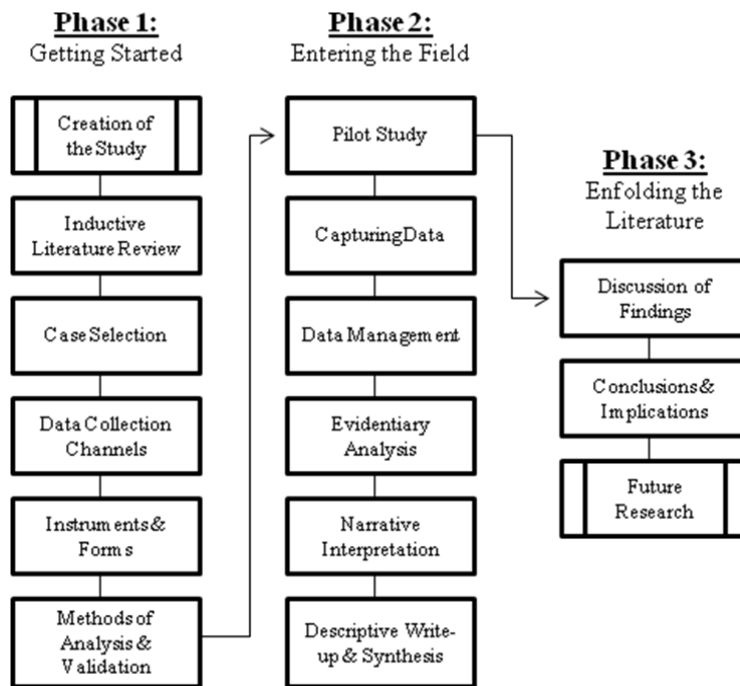 Phase 1:
Getting Started
Creation of
the Study
Inductive
Literature Review
Case Selection
Data Collection
Channels
Instruments &
Forms
Methods of
Analysis &
Validation
Phase 2:
Entering the Field
Pilot Study
Capturing Data
Data Management
Evidentiary
Analysis
Narrative
Interpretation
Descriptive Write-
up & Synthesis
Phase 3:
Enfolding the
Literature
Discussion of
Findings
Conclusions &
Implications
Future
Research